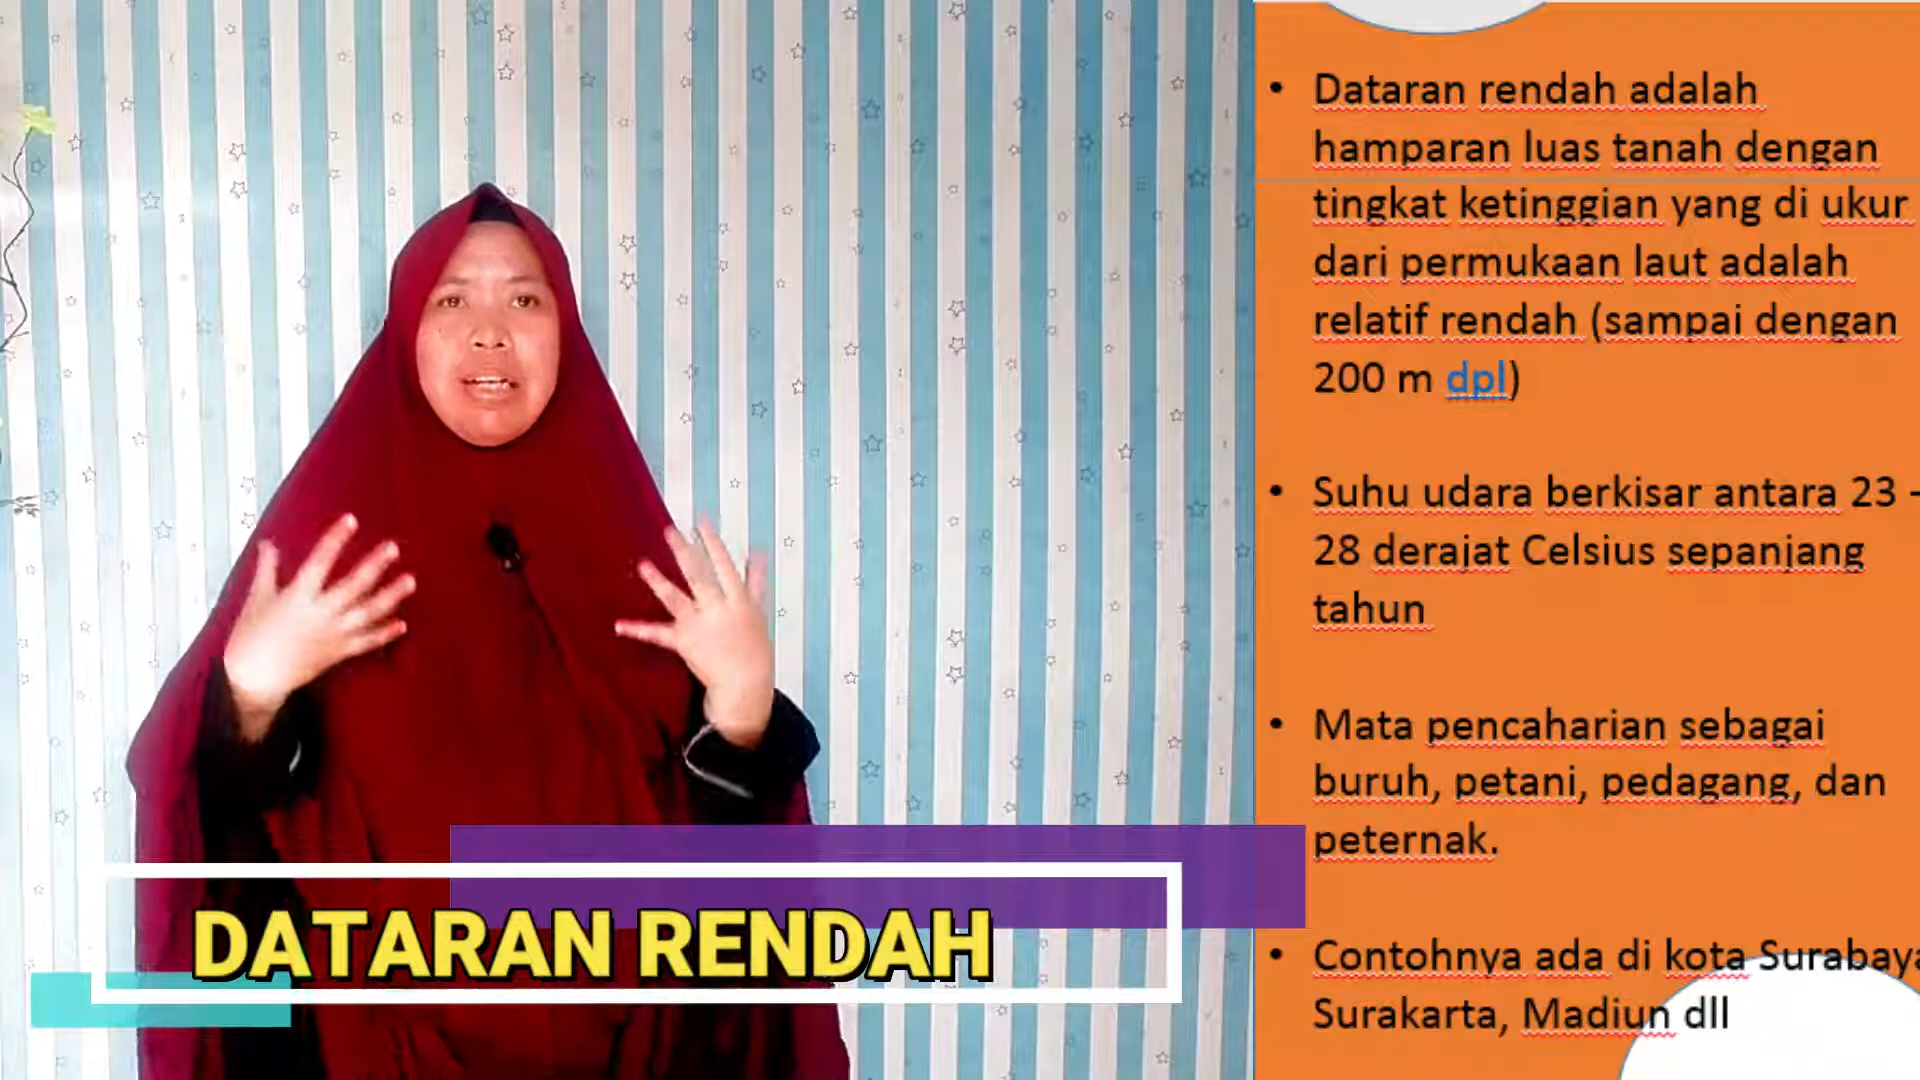 • Dataran rendah adalah
hamparan luas tanah dengan
tingkat ketinggian yang di ukur
dari permukaan laut adalah
relatif rendah (sampai dengan
200 m dpl)
• Suhu udara berkisar antara 23 -
28 derajat Celsius sepanjang
tahun
• Mata pencaharian sebagai
buruh, petani, pedagang, dan
peternak.
• Contohnya ada di kota Surabaya
Surakarta, Madiun dll
DATARAN RENDAH